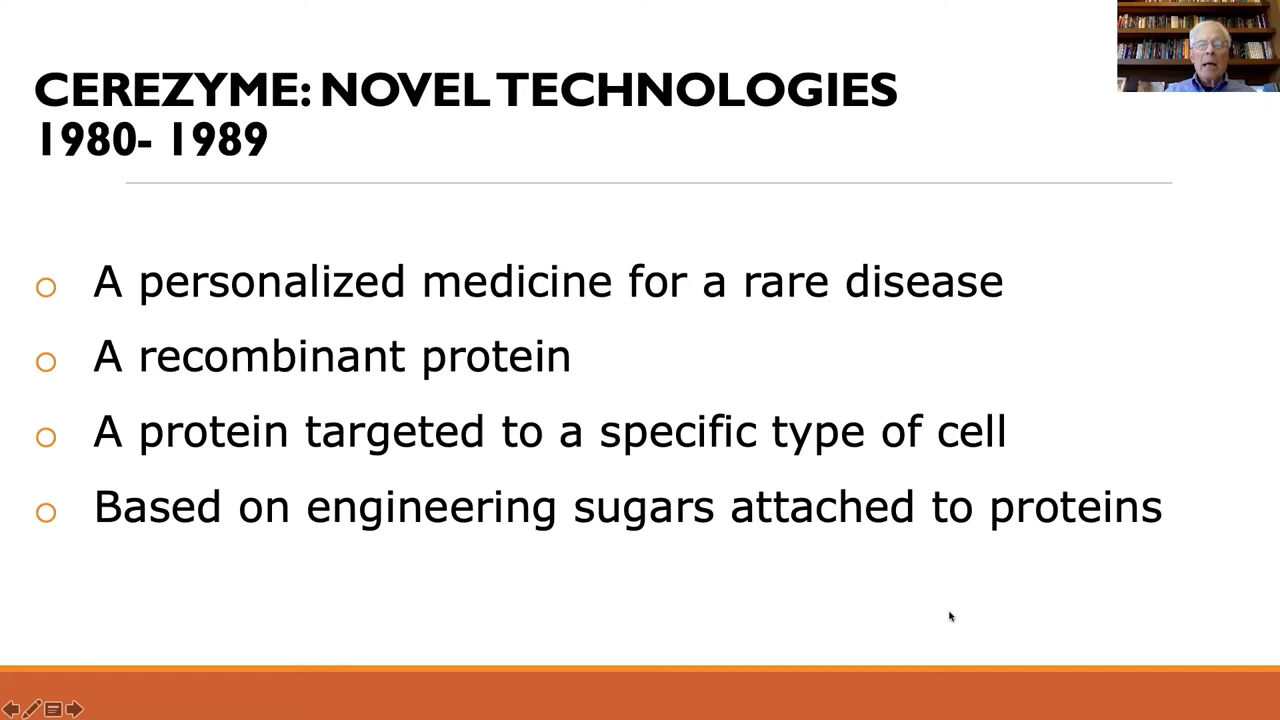 CEREZYME: NOVEL TECHNOLOGIES
1980- 1989
A personalized medicine for a rare disease
A recombinant protein
A protein targeted to a specific type of cell
Based on engineering sugars attached to proteins